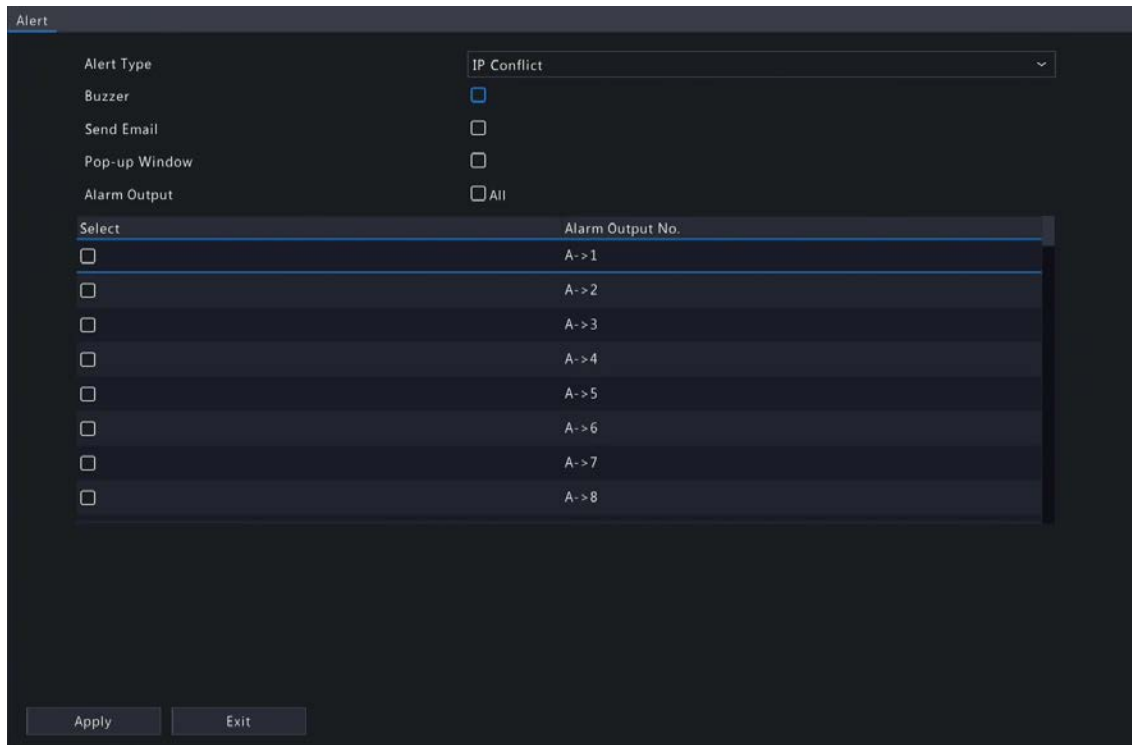 Alert
Alert Type IP Conflict
Buzzer
Send Email
Pop-up Window
Alarm Output All
Select Alarm Output No.
A->1
A->2
A->3
A->4
A->5
A->6
A->7
A->8
Apply Exit